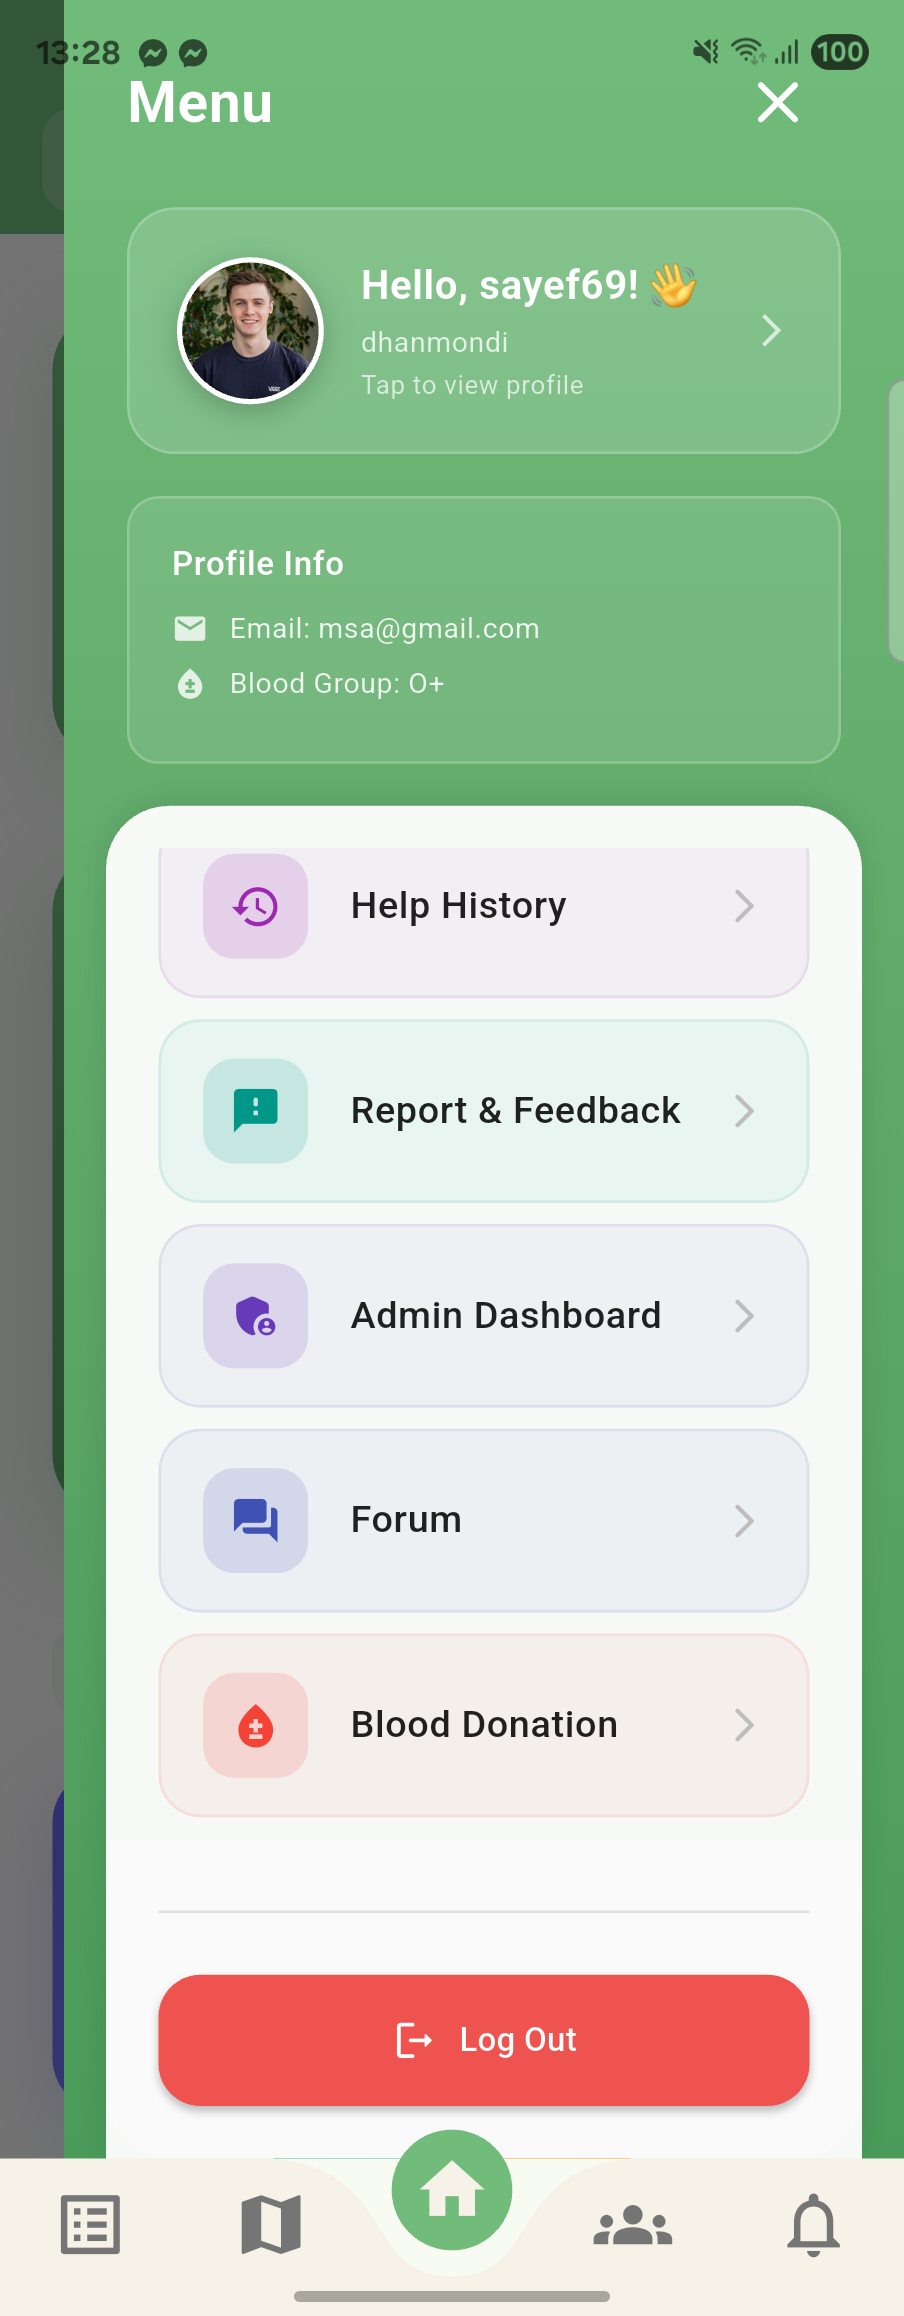 13:28
100
Menu
Hello, sayef69! 👋
dhanmondi
Tap to view profile
Profile Info
Email: msa@gmail.com
Blood Group: O+
Help History
Report & Feedback
Admin Dashboard
Forum
Blood Donation
Log Out